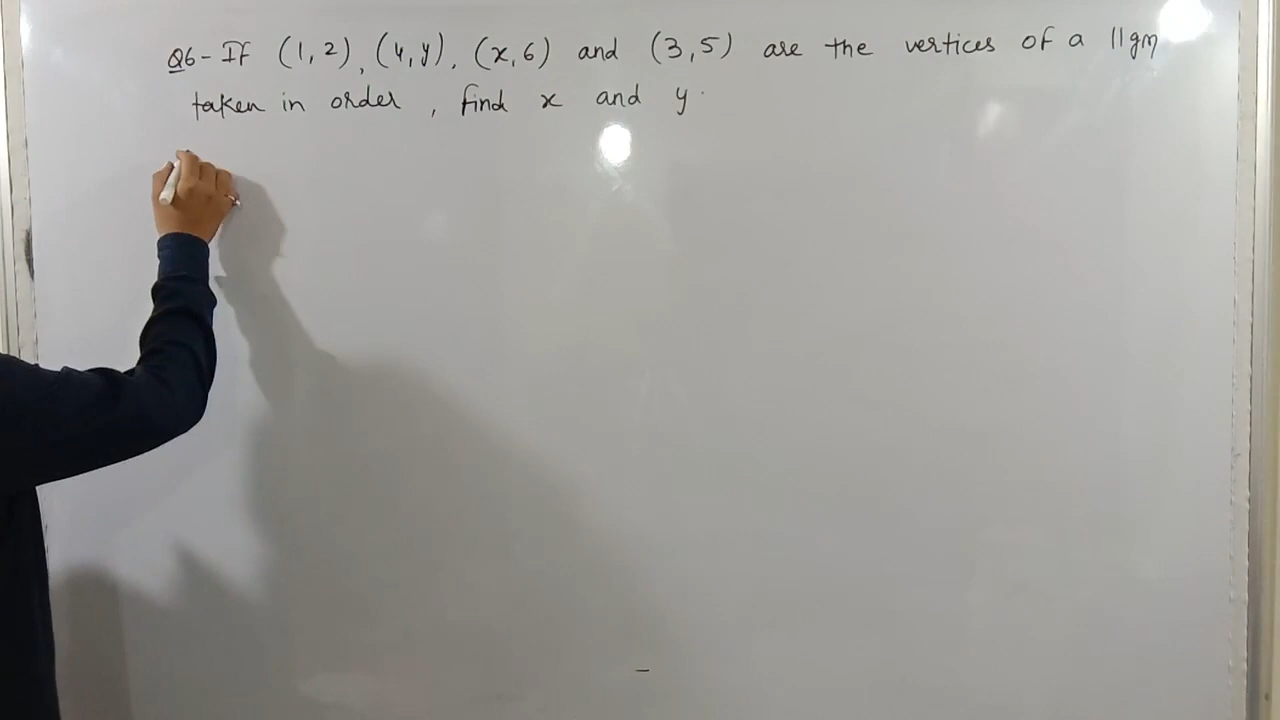 Q6- If (1,2), (4,y), (x,6) and (3,5) are the vertices of a ||gm
taken in order, find x and y.